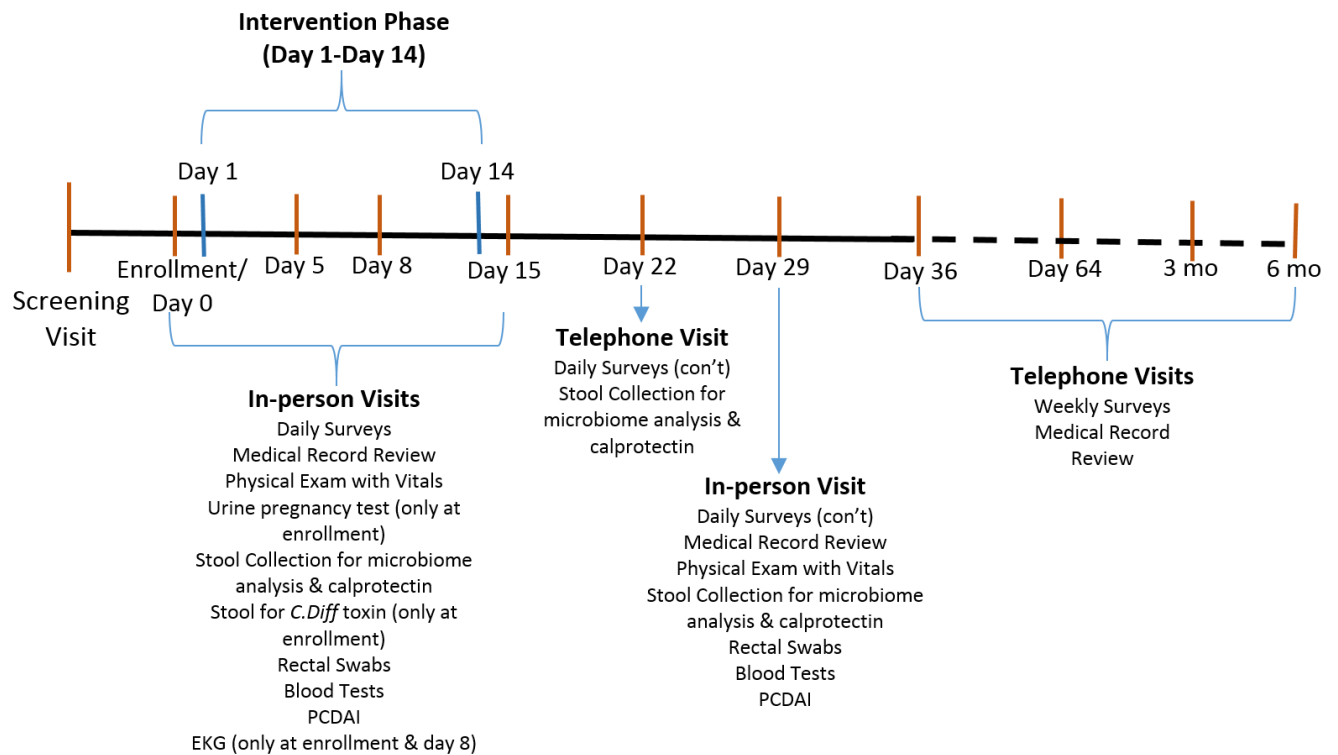 Intervention Phase
(Day 1-Day 14)
Day 1
Day 14
Screening
Visit
Enrollment/
Day 0
Day 5
Day 8
Day 15
Day 22
Day 29
Day 36
Day 64
3 mo
6 mo
In-person Visits
Daily Surveys
Medical Record Review
Physical Exam with Vitals
Urine pregnancy test (only at
enrollment)
Stool Collection for microbiome
analysis & calprotectin
Stool for C.Diff toxin (only at
enrollment)
Rectal Swabs
Blood Tests
PCDAI
EKG (only at enrollment & day 8)
Telephone Visit
Daily Surveys (con't)
Stool Collection for
microbiome analysis &
calprotectin
In-person Visit
Daily Surveys (con't)
Medical Record Review
Physical Exam with Vitals
Stool Collection for microbiome
analysis & calprotectin
Rectal Swabs
Blood Tests
PCDAI
Telephone Visits
Weekly Surveys
Medical Record
Review